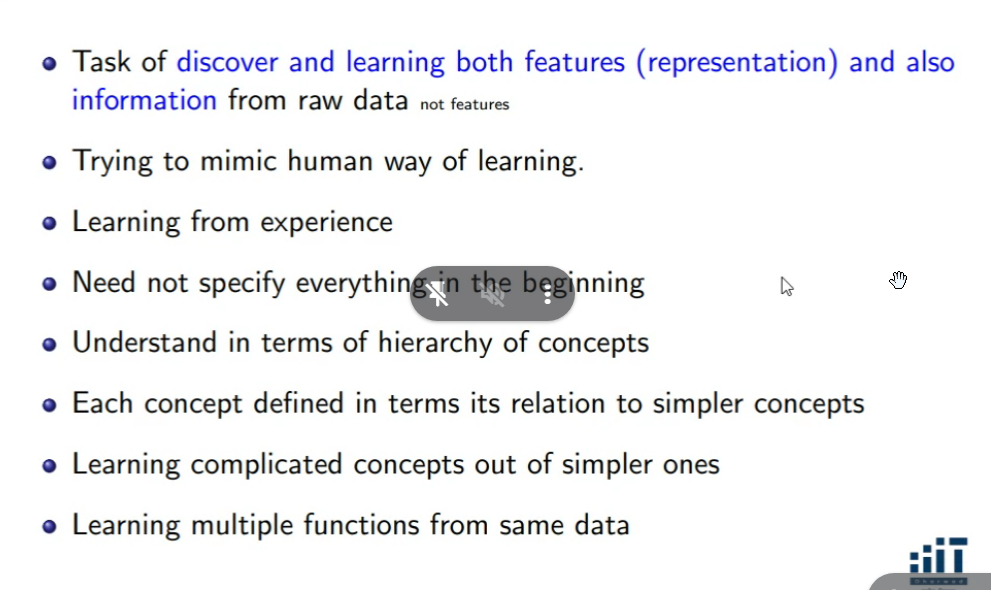 Task of discover and learning both features (representation) and also
information from raw data not features
Trying to mimic human way of learning.
Learning from experience
Need not specify everything in the beginning
Understand in terms of hierarchy of concepts
Each concept defined in terms its relation to simpler concepts
Learning complicated concepts out of simpler ones
Learning multiple functions from same data
iiIT
Dharwad